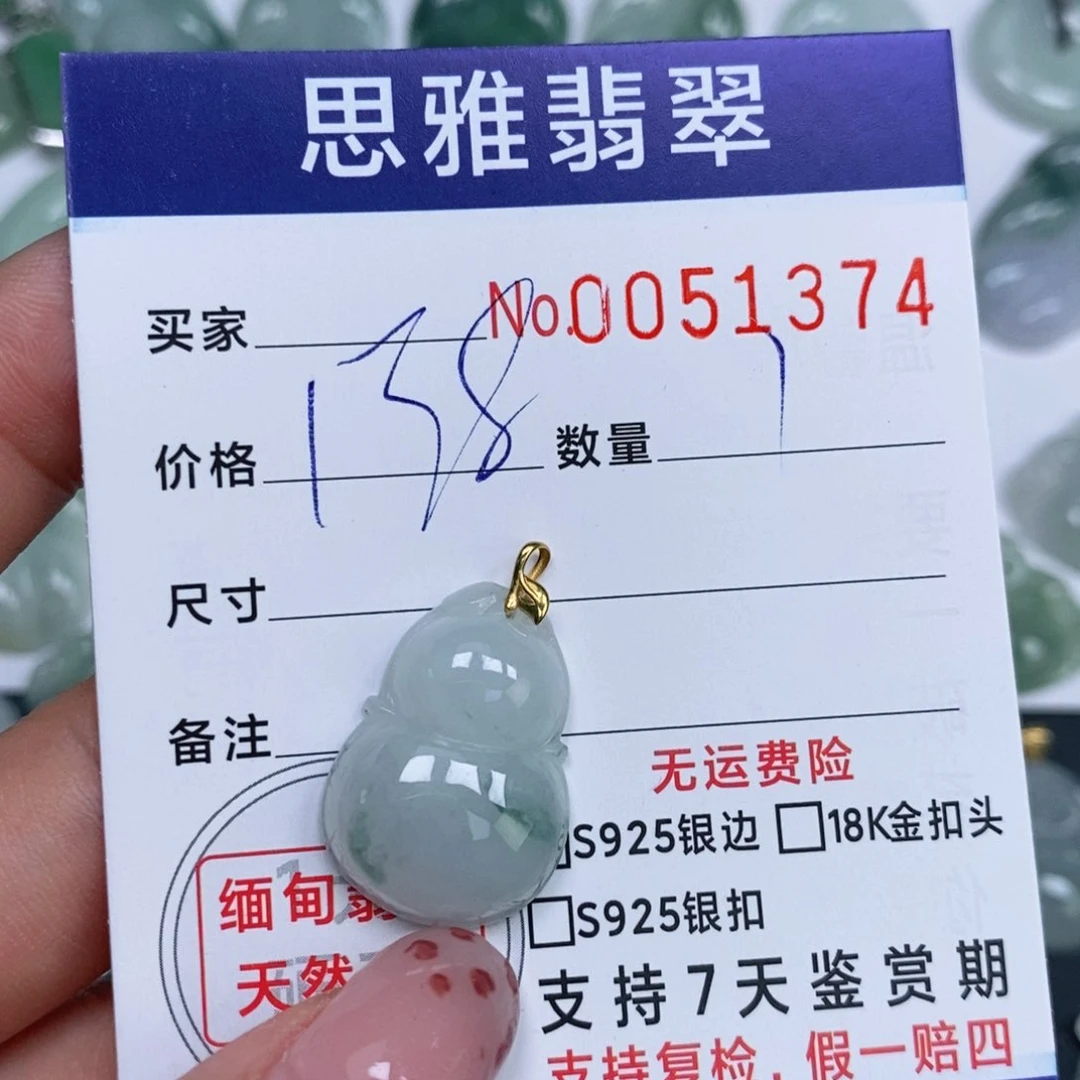 思雅翡翠
No.0051374
买家
价格 138 数量 1
尺寸
备注
无运费险
S925银边 18K金扣头
S925银扣
缅甸翡
天然
支持7天鉴赏期
支持复检，假一赔四